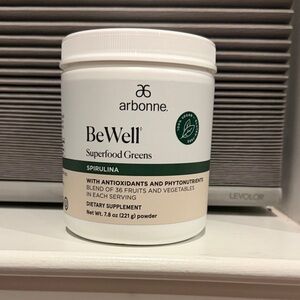 arbonne.
BeWell
Superfood Greens
SPIRULINA
WITH ANTIOXIDANTS AND PHYTONUTRIENTS
BLEND OF 36 FRUITS AND VEGETABLES
IN EACH SERVING
DIETARY SUPPLEMENT
Net Wt. 7.8 oz (221 g) powder
LEVOLOR